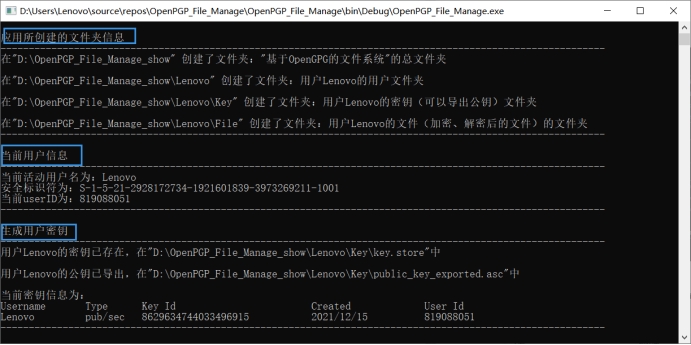 D:\Users\Lenovo\source\repos\OpenPGP_File_Manage\OpenPGP_File_Manage\bin\Debug\OpenPGP_File_Manage.exe
应用所创建的文件夹信息
在"D:\OpenPGP_File_Manage_show" 创建了文件夹："基于OpenGPG的文件系统"的总文件夹
在"D:\OpenPGP_File_Manage_show\Lenovo" 创建了文件夹：用户Lenovo的用户文件夹
在"D:\OpenPGP_File_Manage_show\Lenovo\Key" 创建了文件夹：用户Lenovo的密钥（可以导出公钥）文件夹
在"D:\OpenPGP_File_Manage_show\Lenovo\File" 创建了文件夹：用户Lenovo的文件（加密、解密后的文件）的文件夹
当前用户信息
当前活动用户名为：Lenovo
安全标识符为：S-1-5-21-2928172734-1921601839-3973269211-1001
当前userID为：819088051
生成用户密钥
用户Lenovo的密钥已存在，在"D:\OpenPGP_File_Manage_show\Lenovo\Key\key.store"中
用户Lenovo的公钥已导出，在"D:\OpenPGP_File_Manage_show\Lenovo\Key\public_key_exported.asc"中
当前密钥信息为：
Username Type Key Id Created User Id
Lenovo pub/sec 8629634744033496915 2021/12/15 819088051